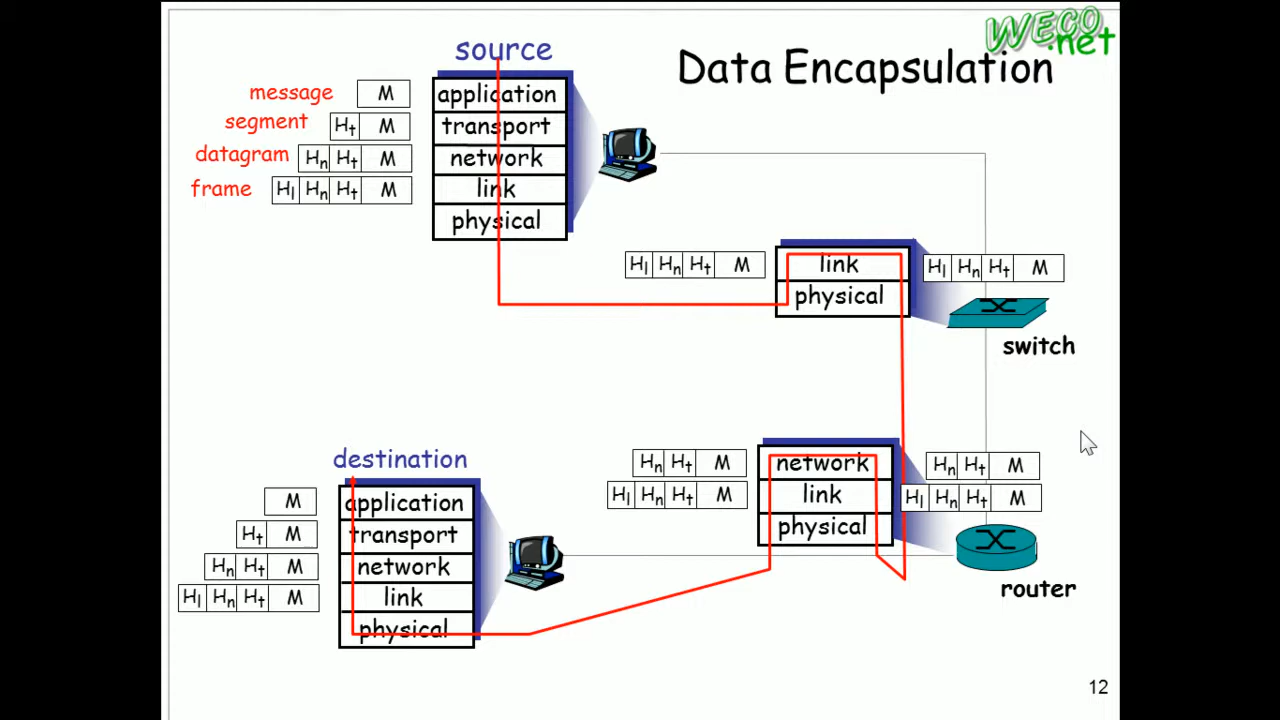 WECO
.net
source
Data Encapsulation
message M
application
segment Ht M
transport
datagram Hn Ht M
network
frame Hl Hn Ht M
link
physical
Hl Hn Ht M
link
Hl Hn Ht M
physical
switch
destination
Hn Ht M
network
Hn Ht M
Hl Hn Ht M
link
Hl Hn Ht M
physical
M
application
Ht M
transport
Hn Ht M
network
router
Hl Hn Ht M
link
physical
12